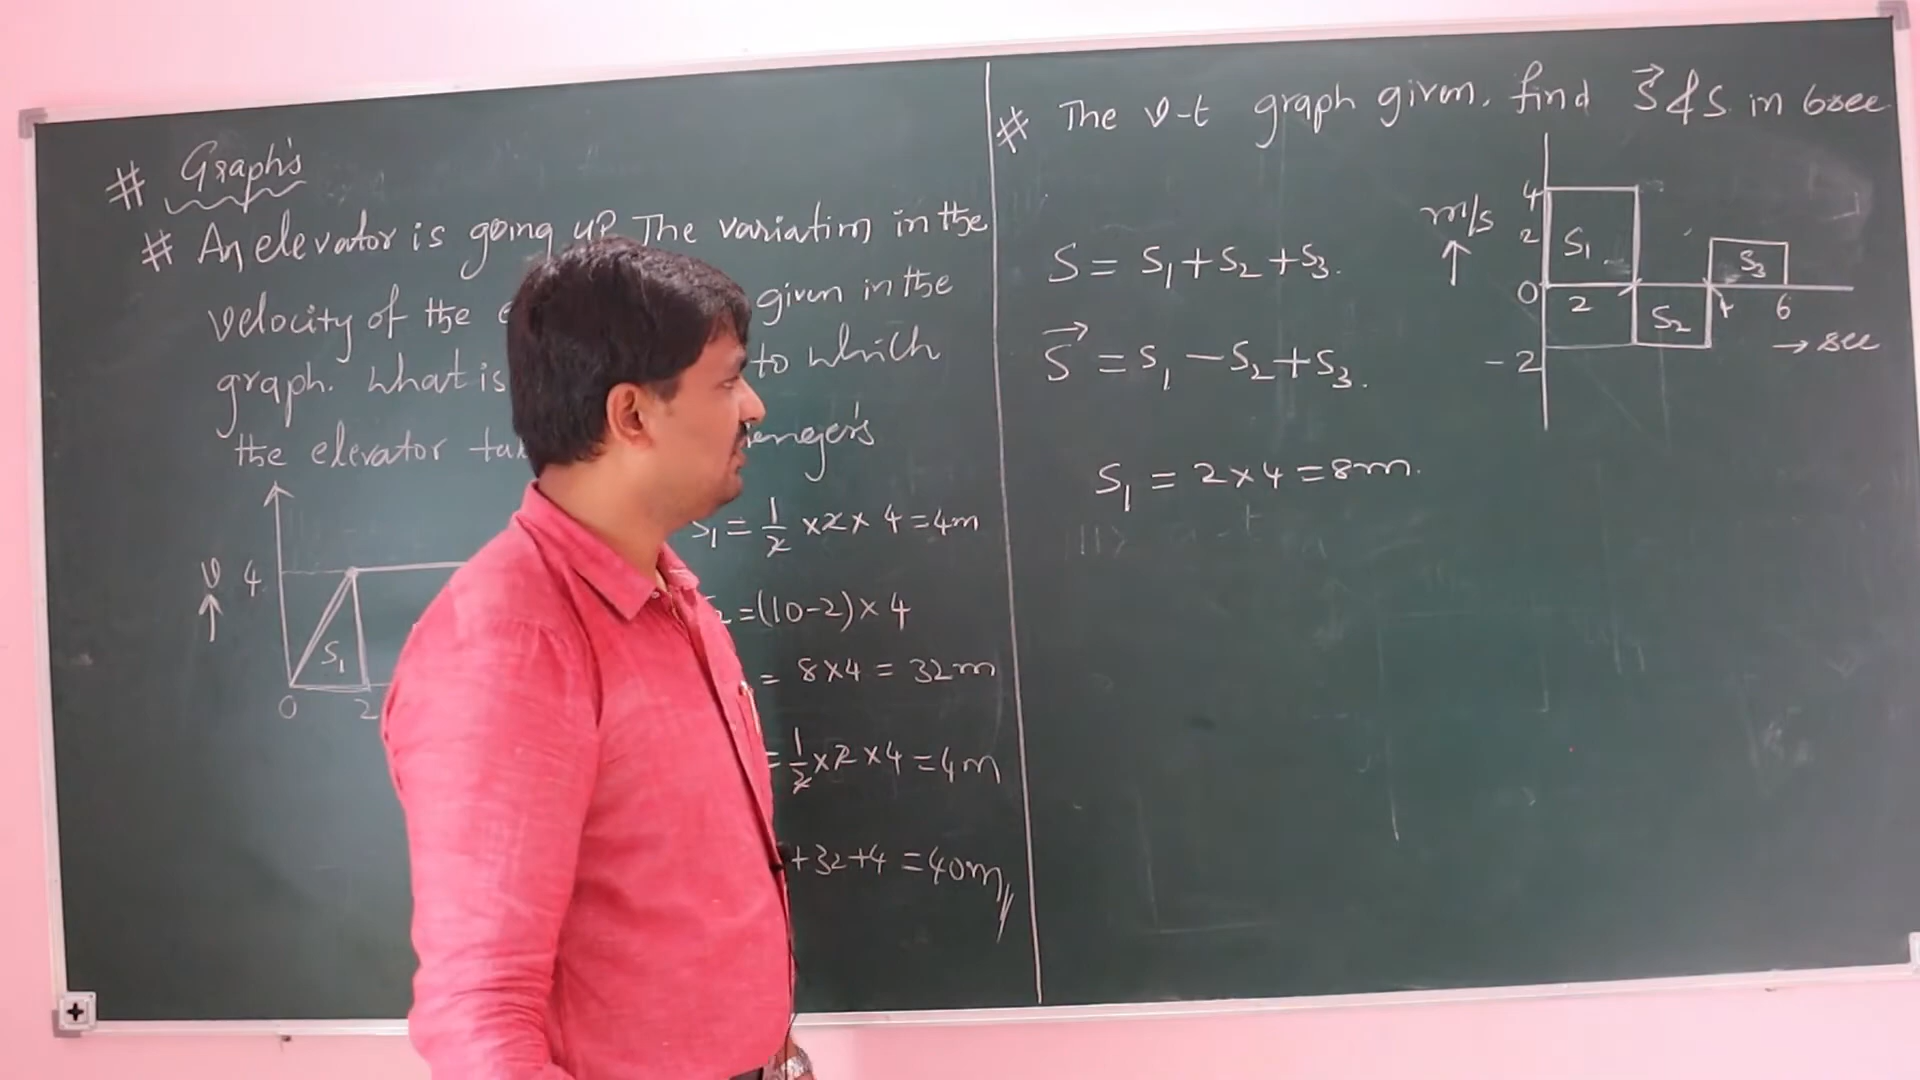 # Graph's
# An elevator is going up. The variation in the
velocity of the given in the
graph. What is to which
the elevator
v 4
S1
0 2
= 1/2 × 2 × 4 = 4m
= (10-2) × 4
= 8×4 = 32m
= 1/2 × 2 × 4 = 4m
+32+4 = 40m
# The v-t graph given, find S⃗ & S in 6sec
S = S1 + S2 + S3.
S⃗ = S1 - S2 + S3.
S1 = 2 × 4 = 8m.
m/s
4
2
0
-2
S1
S2
S3
2 4 6
→ sec